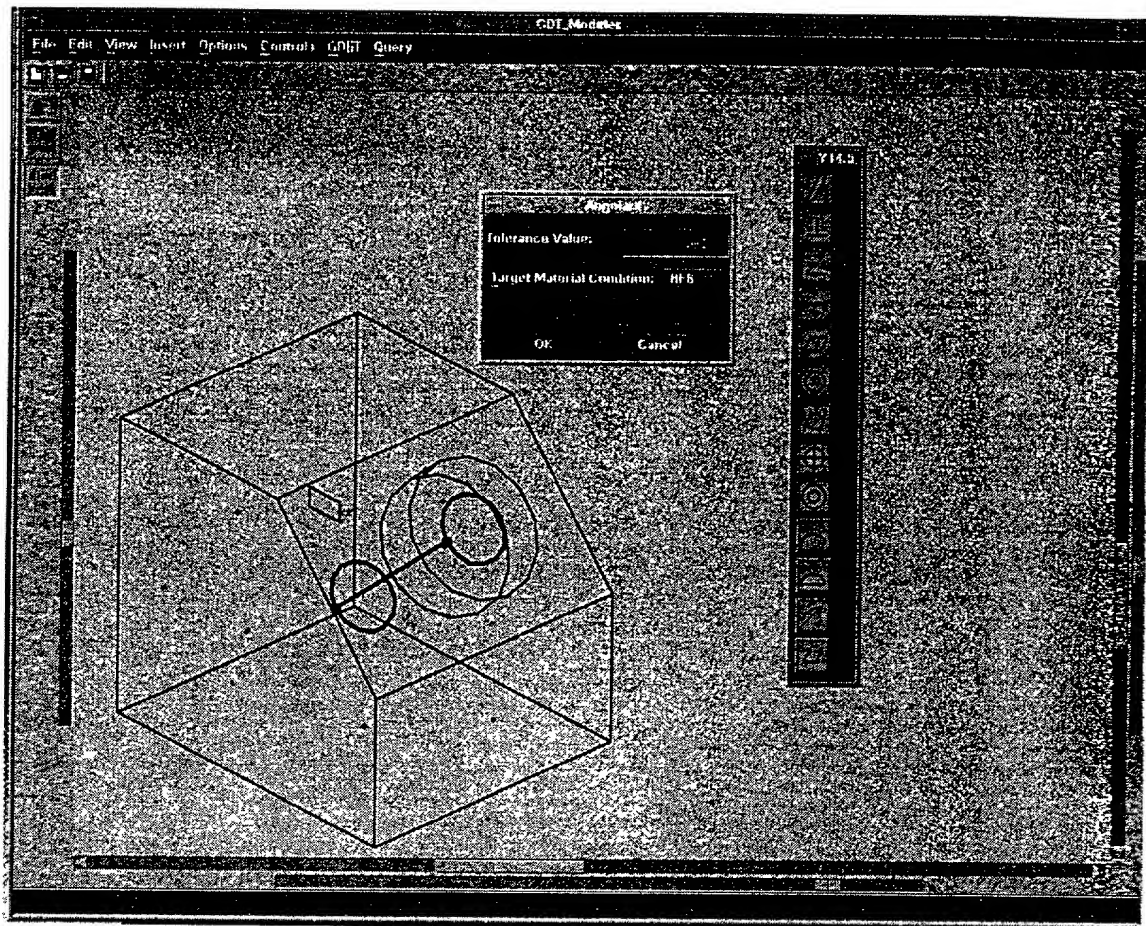 GDT_Modeler
File Edit View Insert Options Controls GD&T Query
Y14.5
Angularity
Tolerance Value:
Target Material Condition: RFS
OK Cancel